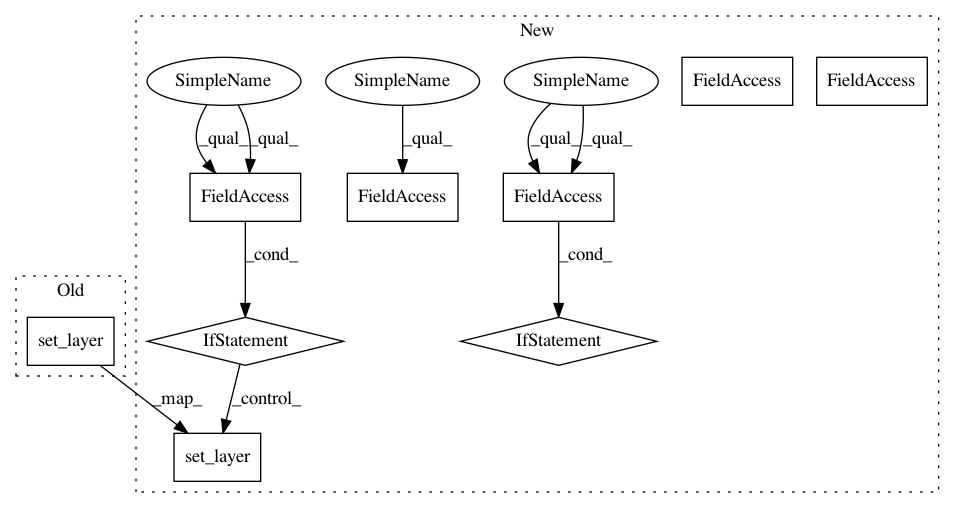 New
SimpleName
SimpleName
SimpleName
FieldAccess
FieldAccess
_qual_
_qual_
_qual_
_qual_
_qual_
FieldAccess
FieldAccess
FieldAccess
_cond_
_cond_
Old
set_layer
IfStatement
IfStatement
_map_
_control_
set_layer